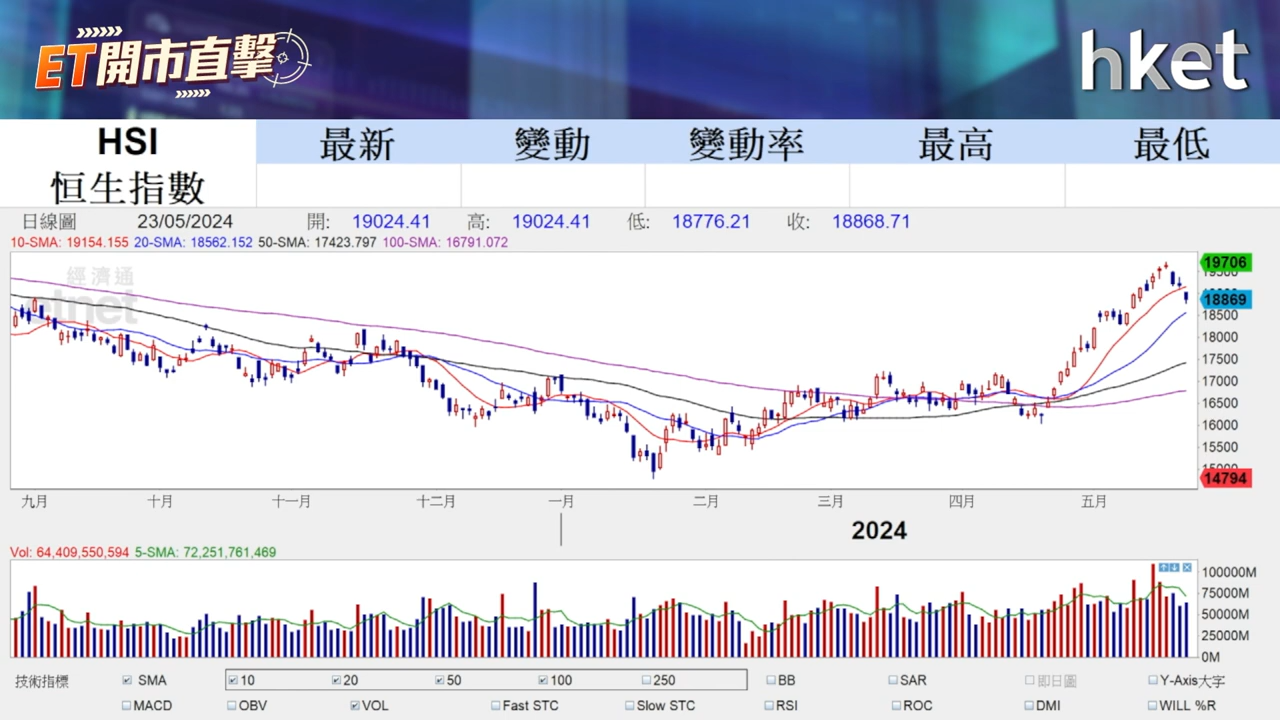 ET開市直擊
hket
HSI 最新 變動 變動率 最高 最低
恒生指數
日線圖 23/05/2024 開: 19024.41 高: 19024.41 低: 18776.21 收: 18868.71
10-SMA: 19154.155 20-SMA: 18562.152 50-SMA: 17423.797 100-SMA: 16791.072
經濟通
etnet
19706
19500
18869
18500
18000
17500
17000
16500
16000
15500
15000
14794
九月 十月 十一月 十二月 一月 二月 三月 四月 五月
2024
Vol: 64,409,550,594 5-SMA: 72,251,761,469
100000M
75000M
50000M
25000M
0M
技術指標 SMA 10 20 50 100 250 BB SAR 即日圖 Y-Axis大字
MACD OBV VOL Fast STC Slow STC RSI ROC DMI WILL %R